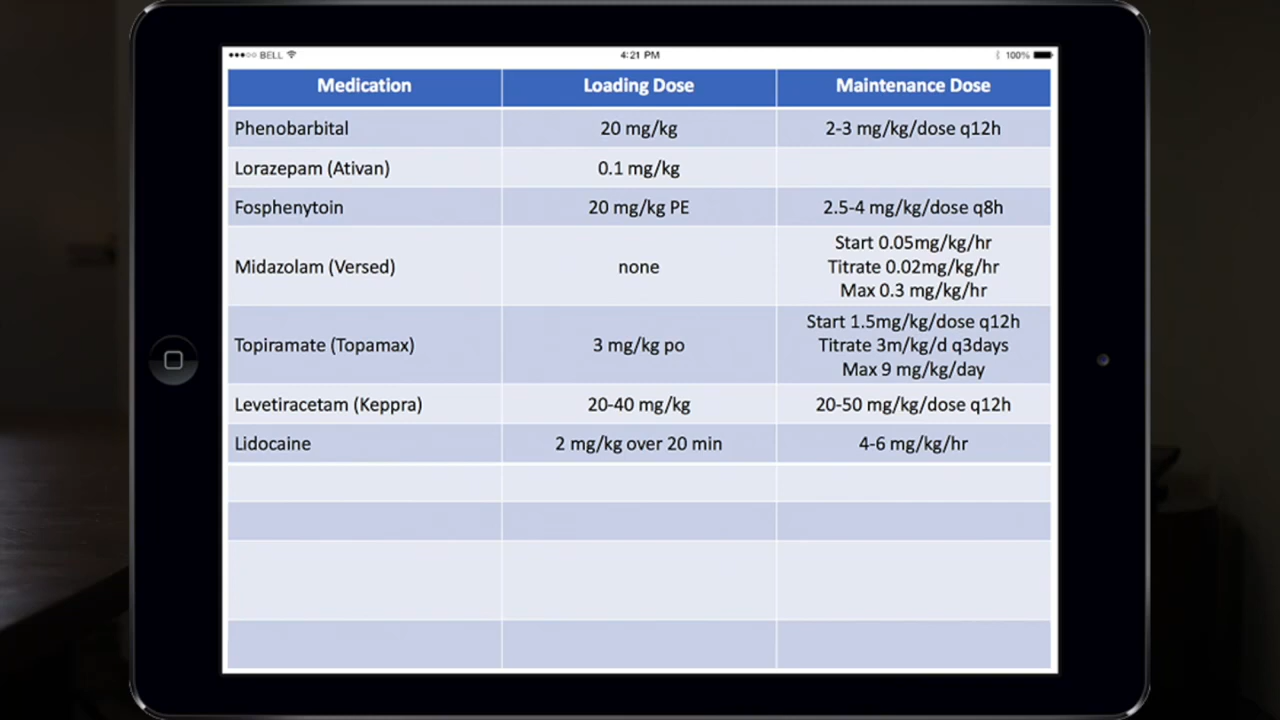 ●●●○○ BELL
4:21 PM
100%
Medication Loading Dose Maintenance Dose
Phenobarbital 20 mg/kg 2-3 mg/kg/dose q12h
Lorazepam (Ativan) 0.1 mg/kg
Fosphenytoin 20 mg/kg PE 2.5-4 mg/kg/dose q8h
Midazolam (Versed) none Start 0.05mg/kg/hr
Titrate 0.02mg/kg/hr
Max 0.3 mg/kg/hr
Topiramate (Topamax) 3 mg/kg po Start 1.5mg/kg/dose q12h
Titrate 3m/kg/d q3days
Max 9 mg/kg/day
Levetiracetam (Keppra) 20-40 mg/kg 20-50 mg/kg/dose q12h
Lidocaine 2 mg/kg over 20 min 4-6 mg/kg/hr